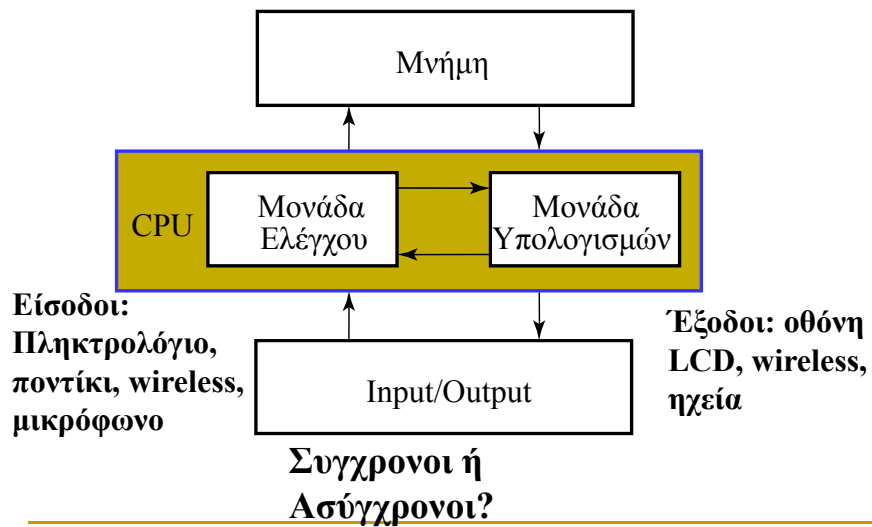 Μνήμη
CPU
Μονάδα
Ελέγχου
Μονάδα
Υπολογισμών
Είσοδοι:
Πληκτρολόγιο,
ποντίκι, wireless,
μικρόφωνο
Έξοδοι: οθόνη
LCD, wireless,
ηχεία
Input/Output
Συγχρονοι ή
Ασύγχρονοι?